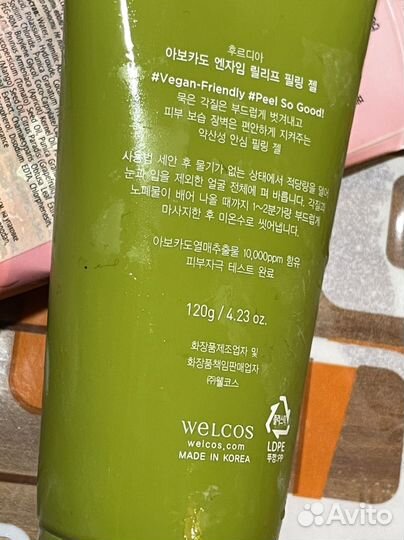 후르디아
아보카도 엔자임 릴리프 필링 젤
#Vegan-Friendly #Peel So Good!
묵은 각질은 부드럽게 벗겨내고
피부 보습 장벽은 편안하게 지켜주는
약산성 안심 필링 젤
사용법 세안 후 물기가 없는 상태에서 적당량을 덜어
눈과 입을 제외한 얼굴 전체에 펴 바릅니다. 각질과
노폐물이 배어 나올 때까지 1~2분가량 부드럽게
마사지한 후 미온수로 씻어냅니다.
아보카도열매추출물 10,000ppm 함유
피부자극 테스트 완료
120g / 4.23 oz.
화장품제조업자 및
화장품책임판매업자
㈜웰코스
WELCOS
welcos.com
MADE IN KOREA
플라스틱
LDPE
뚜껑:PP
Avito